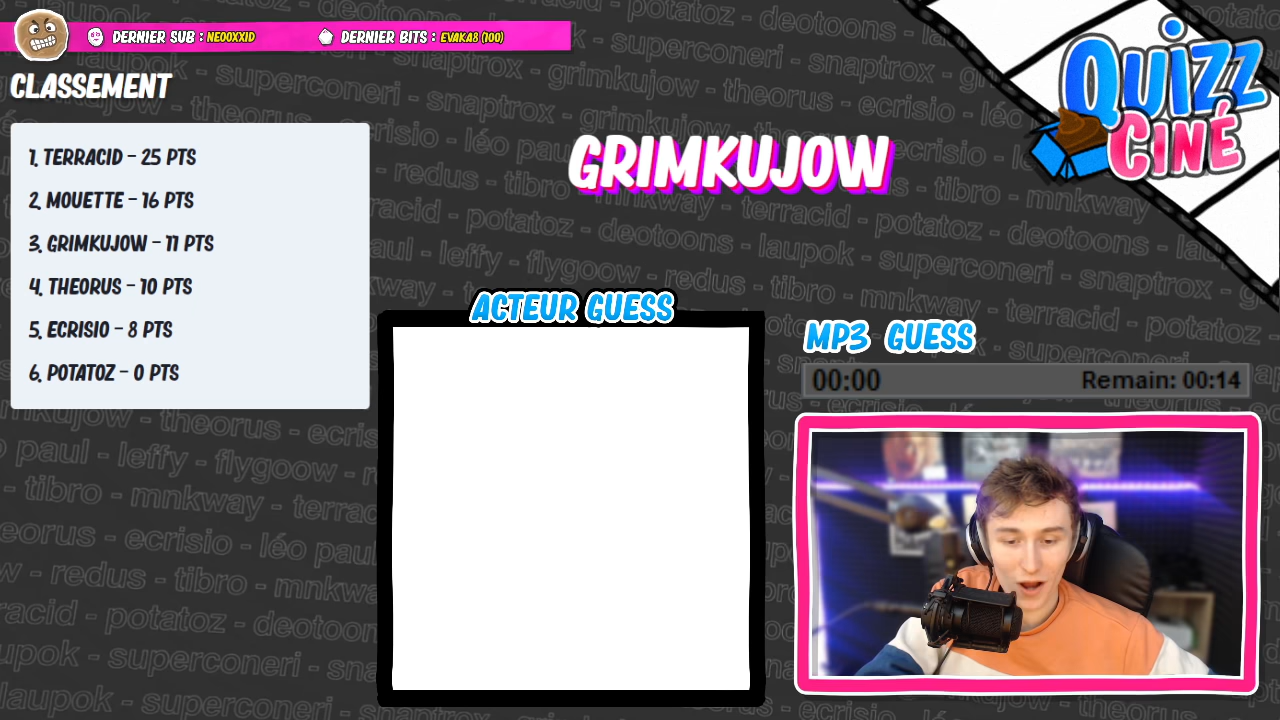 DERNIER SUB : NEOOXXID
DERNIER BITS : EVAKA8 (100)
CLASSEMENT
1. TERRACID - 25 PTS
2. MOUETTE - 16 PTS
3. GRIMKUJOW - 11 PTS
4. THEORUS - 10 PTS
5. ECRISIO - 8 PTS
6. POTATOZ - 0 PTS
GRIMKUJOW
QUIZZ
CINÉ
ACTEUR GUESS
MP3 GUESS
00:00 Remain: 00:14